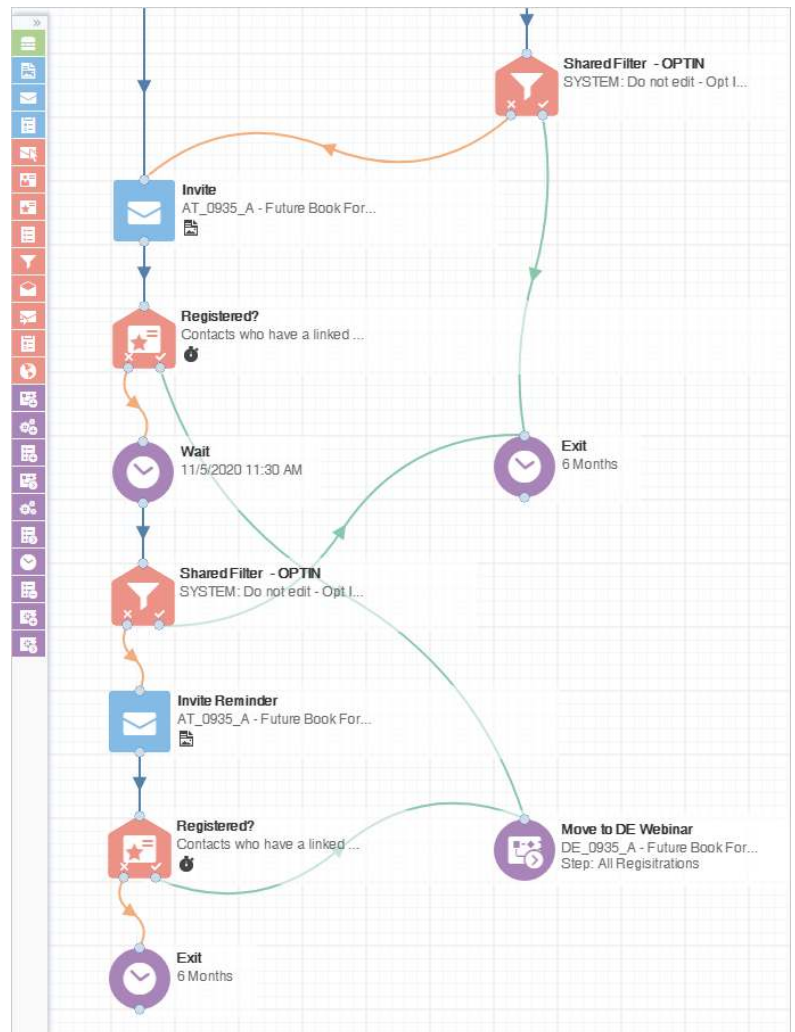 »
Shared Filter - OPTIN
SYSTEM: Do not edit - Opt I...
Invite
AT_0935_A - Future Book For...
Registered?
Contacts who have a linked ...
Wait
11/5/2020 11:30 AM
Exit
6 Months
Shared Filter - OPTIN
SYSTEM: Do not edit - Opt I...
Invite Reminder
AT_0935_A - Future Book For...
Registered?
Contacts who have a linked ...
Move to DE Webinar
DE_0935_A - Future Book For...
Step: All Regisitrations
Exit
6 Months